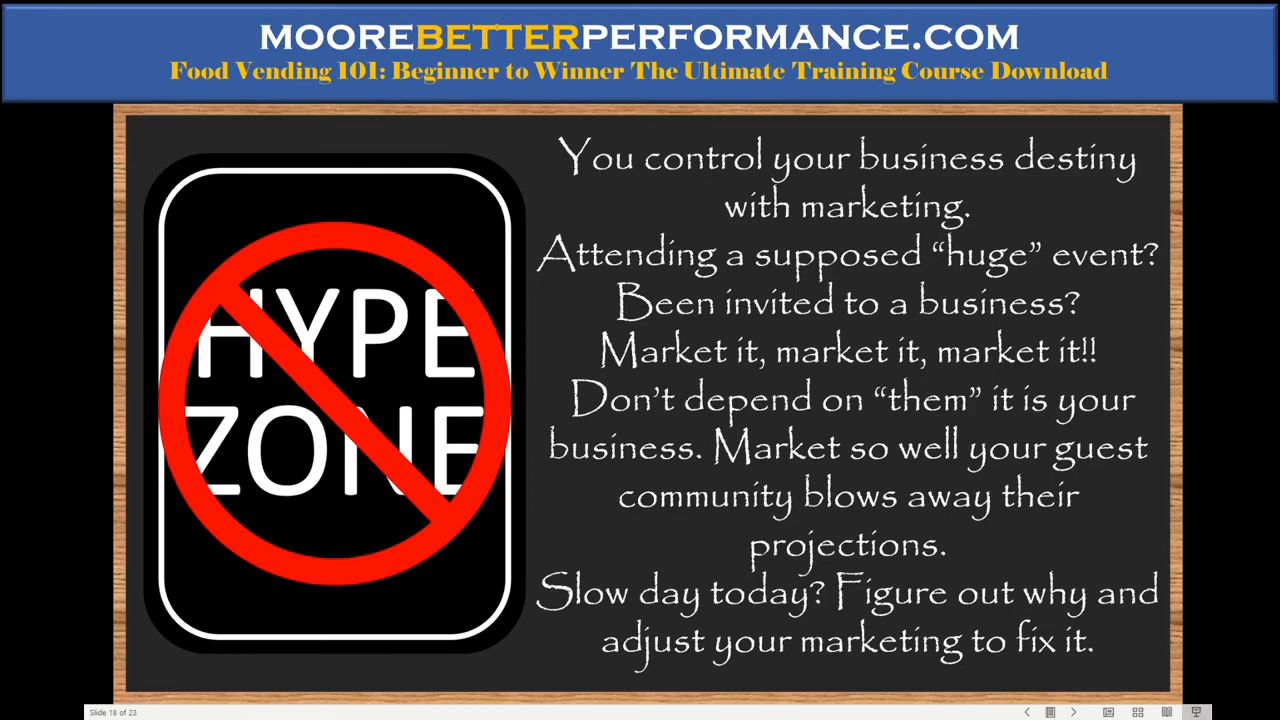 MOOREBETTERPERFORMANCE.COM
Food Vending 101: Beginner to Winner The Ultimate Training Course Download
HYPE
ZONE
You control your business destiny
with marketing.
Attending a supposed “huge” event?
Been invited to a business?
Market it, market it, market it!!
Don’t depend on “them” it is your
business. Market so well your guest
community blows away their
projections.
Slow day today? Figure out why and
adjust your marketing to fix it.
Slide 18 of 23